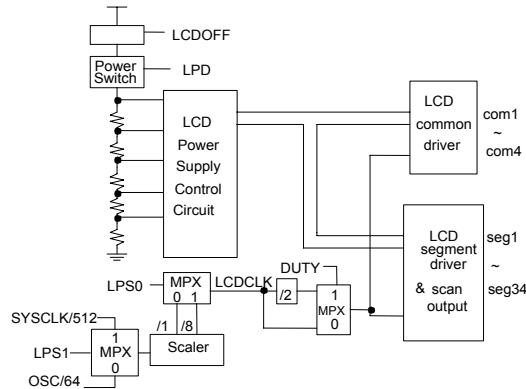 LCDOFF
Power
Switch
LPD
LCD
Power
Supply
Control
Circuit
LCD
common
driver
com1
~
com4
LCD
segment
driver
& scan
output
seg1
~
seg34
DUTY
LPS0
MPX
0 1
LCDCLK
/2
1
MPX
0
/1
/8
Scaler
SYSCLK/512
LPS1
1
MPX
0
OSC/64